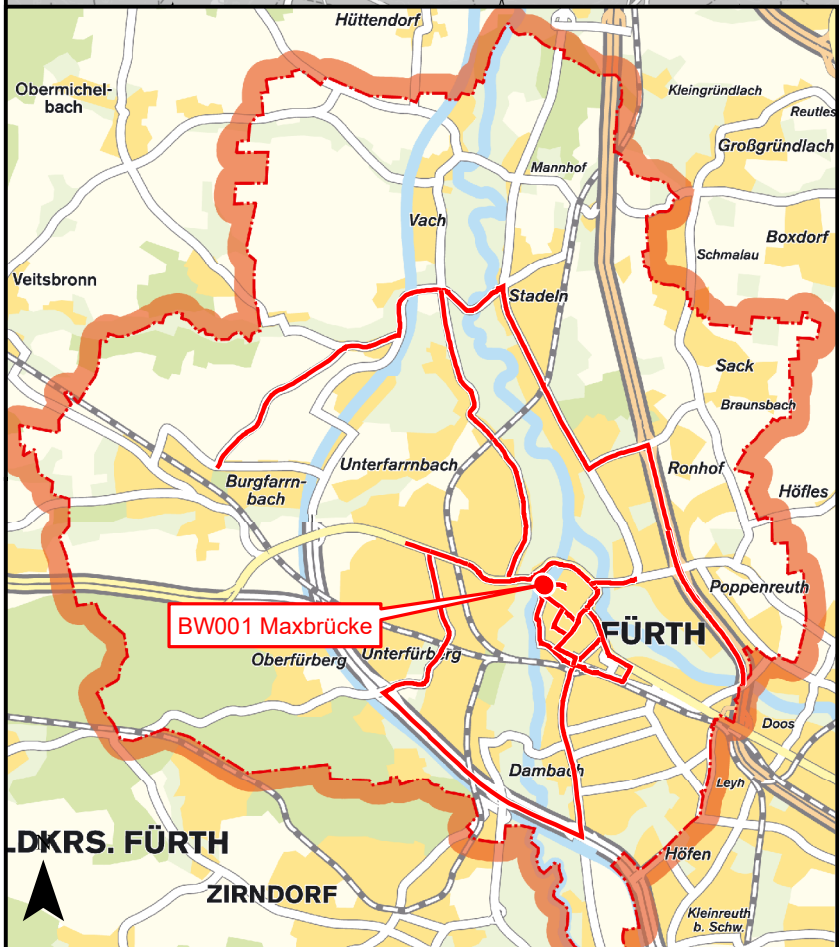 Hüttendorf
Obermichel-
bach
Kleingründlach
Reutles
Großgründlach
Mannhof
Vach
Boxdorf
Schmalau
Veitsbronn
Stadeln
Sack
Braunsbach
Unterfarrnbach
Ronhof
Burgfarrn-
bach
Höfles
Poppenreuth
BW001 Maxbrücke
FÜRTH
Oberfürberg
Unterfürberg
Doos
Dambach
Leyh
LDKRS. FÜRTH
Höfen
ZIRNDORF
Kleinreuth
b. Schw.